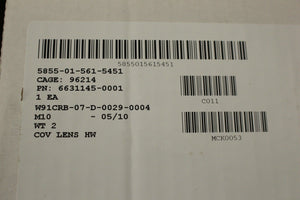 5855015615451
5855-01-561-5451
CAGE: 96214
PN: 6631145-0001
1 EA
W91CRB-07-D-0029-0004
M10 - 05/10
WT 2
COV LENS HW
C011
MCK0053